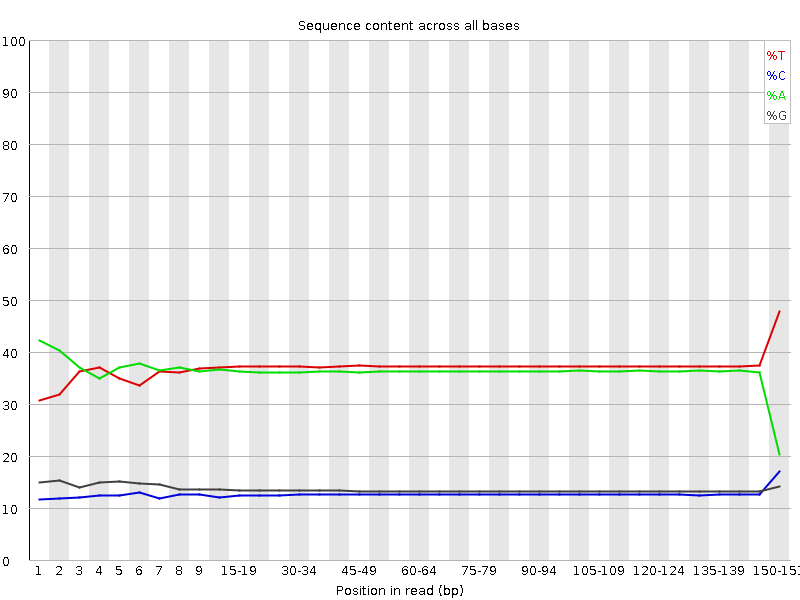 Sequence content across all bases
100
90
80
70
60
50
40
30
20
10
0
%T
%C
%A
%G
1 2 3 4 5 6 7 8 9 15-19 30-34 45-49 60-64 75-79 90-94 105-109 120-124 135-139 150-151
Position in read (bp)